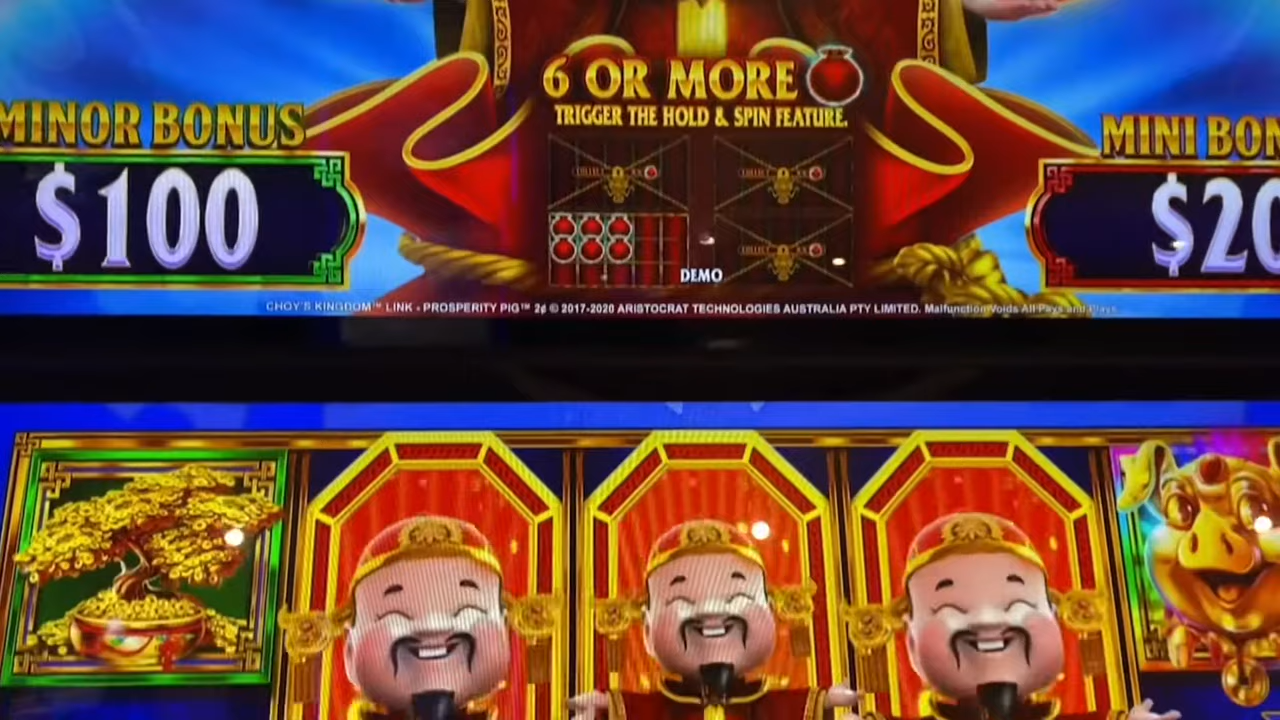 6 OR MORE
TRIGGER THE HOLD & SPIN FEATURE.
MINOR BONUS
$100
MINI BON
$20
DEMO
CHOY'S KINGDOM™ LINK - PROSPERITY PIG™ 2¢ © 2017-2020 ARISTOCRAT TECHNOLOGIES AUSTRALIA PTY LIMITED. Malfunction Voids All Pays and Plays.